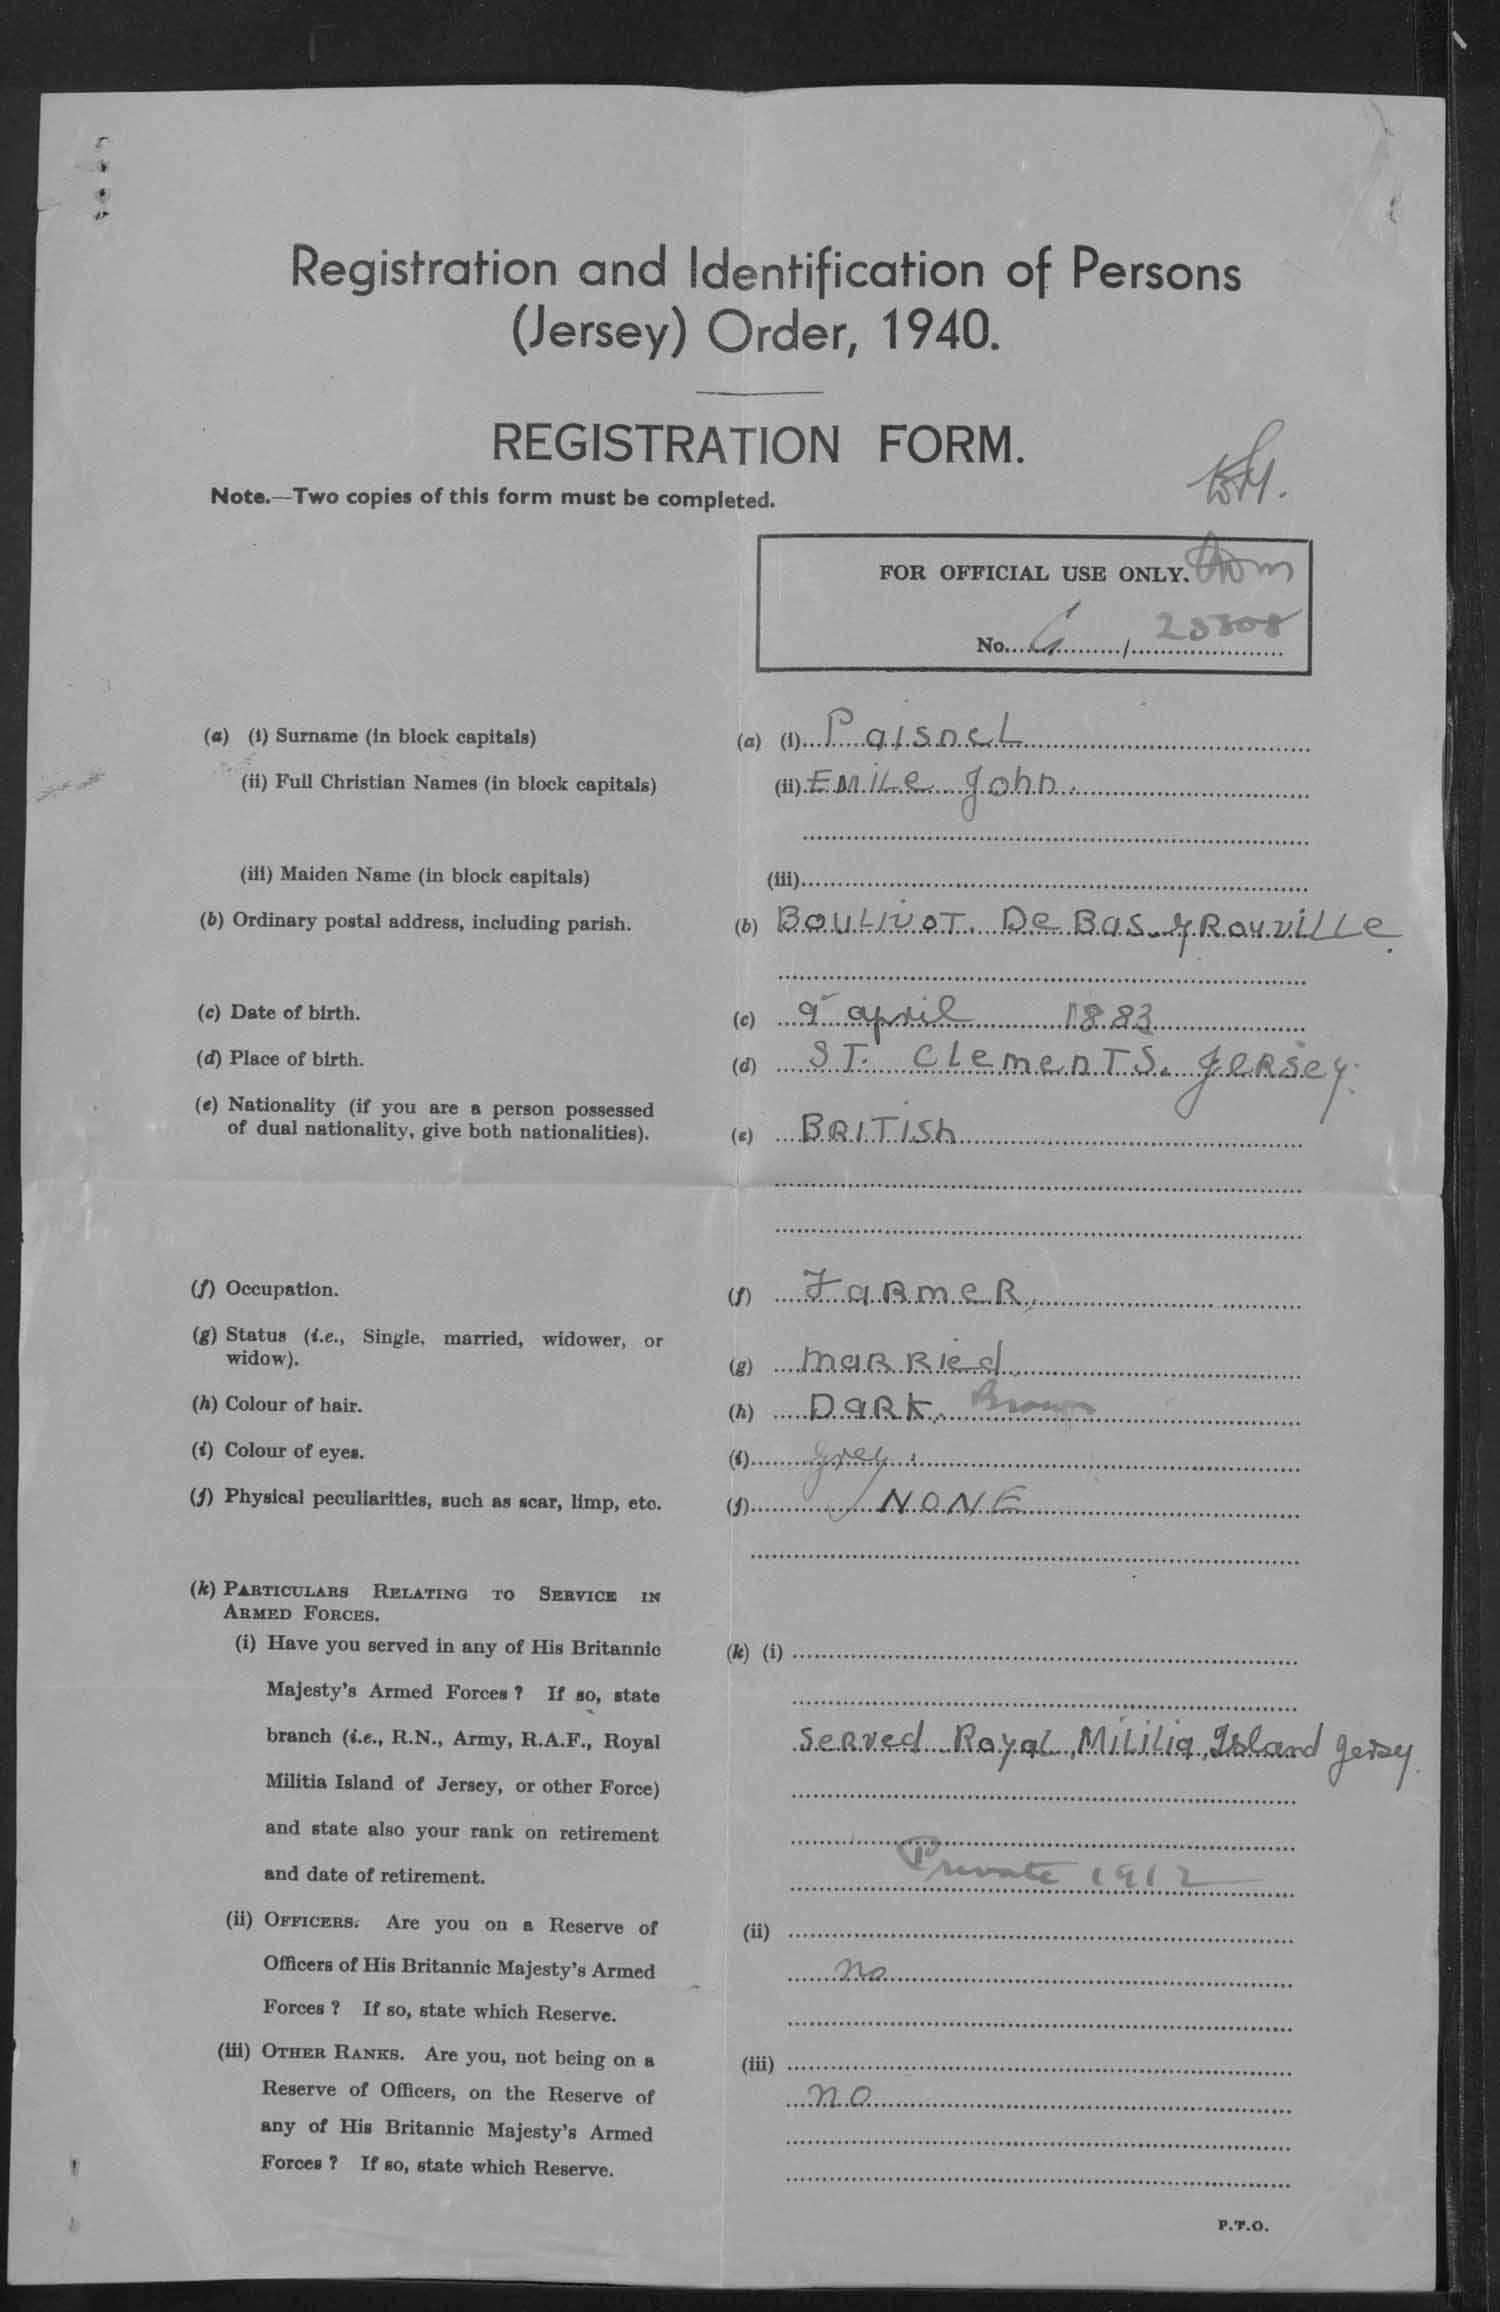 Registration and Identification of Persons
(Jersey) Order, 1940.
REGISTRATION FORM.
Note.—Two copies of this form must be completed.
FOR OFFICIAL USE ONLY.
No. G / 23808
(a) (i) Surname (in block capitals) (a) (i) PaisneL
(ii) Full Christian Names (in block capitals) (ii) EMiLe John.
(iii) Maiden Name (in block capitals) (iii)
(b) Ordinary postal address, including parish. (b) BOULIVOT. De BaS. gRouviLLe.
(c) Date of birth. (c) 9 april 1883
(d) Place of birth. (d) ST. CLemenTS. JeRSey.
(e) Nationality (if you are a person possessed
of dual nationality, give both nationalities). (e) BRITISh
(f) Occupation. (f) FaRmeR.
(g) Status (i.e., Single, married, widower, or
widow). (g) maRRied
(h) Colour of hair. (h) DaRk. Brown
(i) Colour of eyes. (i) grey.
(j) Physical peculiarities, such as scar, limp, etc. (j) NONE
(k) PARTICULARS RELATING TO SERVICE IN
ARMED FORCES.
(i) Have you served in any of His Britannic (k) (i)
Majesty's Armed Forces? If so, state
branch (i.e., R.N., Army, R.A.F., Royal SeRved RoyaL MiLiLia Island Jersey.
Militia Island of Jersey, or other Force)
and state also your rank on retirement
and date of retirement. Private 1912
(ii) OFFICERS. Are you on a Reserve of (ii)
Officers of His Britannic Majesty's Armed no
Forces? If so, state which Reserve.
(iii) OTHER RANKS. Are you, not being on a (iii)
Reserve of Officers, on the Reserve of no
any of His Britannic Majesty's Armed
Forces? If so, state which Reserve.
P.T.O.